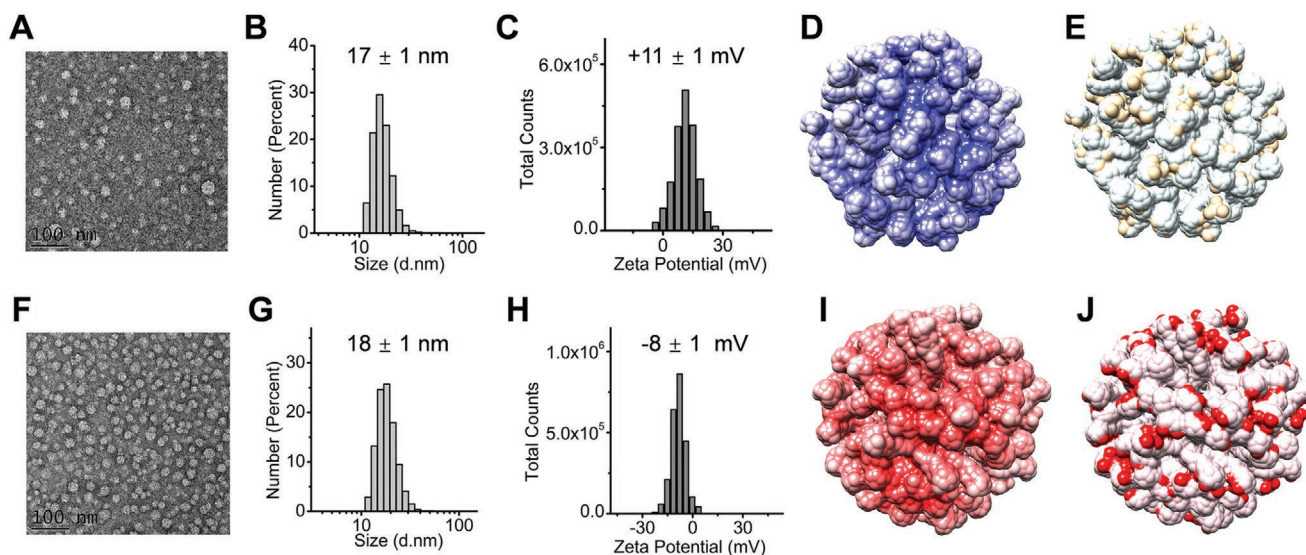 A
100 nm
B
17 ± 1 nm
Number (Percent)
40
30
20
10
0
10
100
Size (d.nm)
C
+11 ± 1 mV
Total Counts
6.0x10⁵
3.0x10⁵
0.0
0
30
Zeta Potential (mV)
D
E
F
100 nm
G
18 ± 1 nm
Number (Percent)
30
20
10
0
10
100
Size (d.nm)
H
-8 ± 1 mV
Total Counts
1.0x10⁶
5.0x10⁵
0.0
-30
0
30
Zeta Potential (mV)
I
J